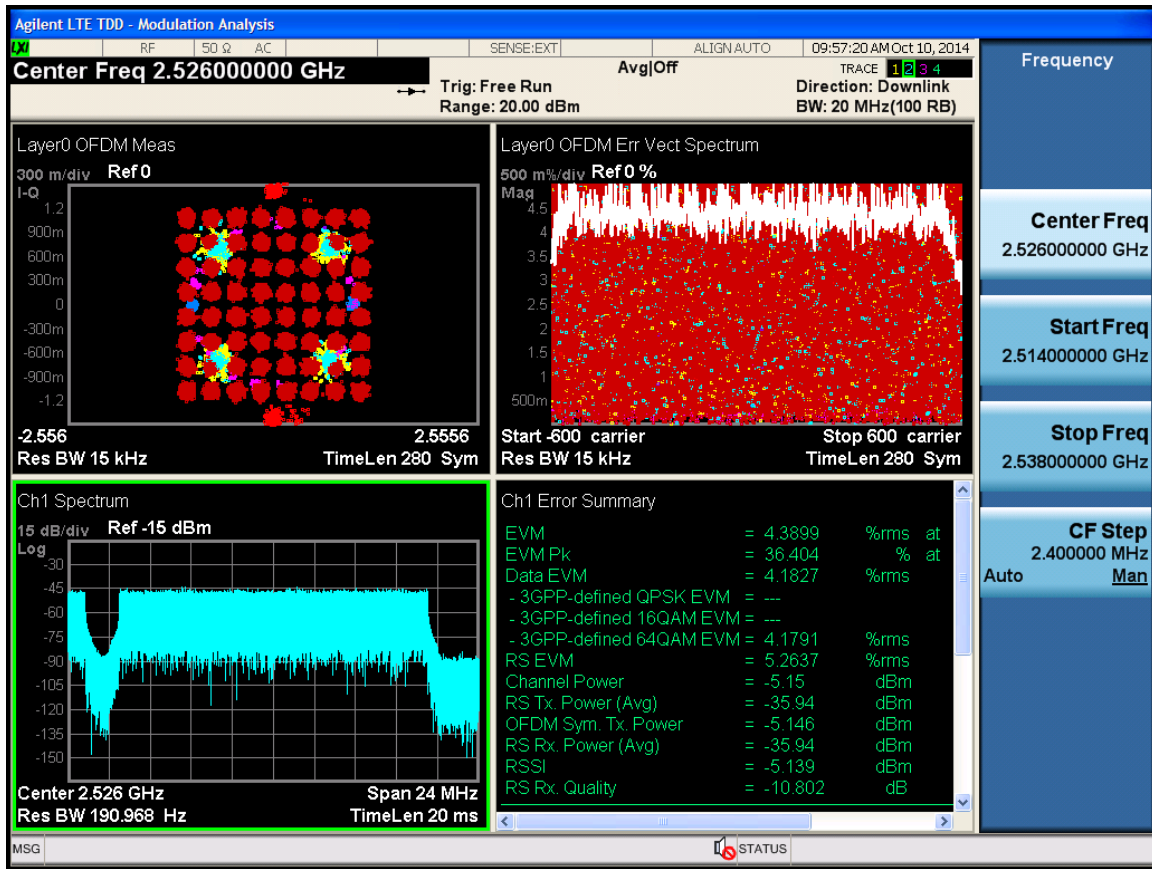 Agilent LTE TDD - Modulation Analysis
LXI RF 50 Ω AC SENSE:EXT ALIGN AUTO 09:57:20 AM Oct 10, 2014
Center Freq 2.526000000 GHz Avg|Off TRACE 1 2 3 4
Trig: Free Run Direction: Downlink
Range: 20.00 dBm BW: 20 MHz(100 RB)
Layer0 OFDM Meas
300 m/div Ref 0
I-Q
1.2
900m
600m
300m
0
-300m
-600m
-900m
-1.2
-2.556 2.5556
Res BW 15 kHz TimeLen 280 Sym
Layer0 OFDM Err Vect Spectrum
500 m%/div Ref 0 %
Mag
4.5
4
3.5
3
2.5
2
1.5
1
500m
Start -600 carrier Stop 600 carrier
Res BW 15 kHz TimeLen 280 Sym
Ch1 Spectrum
15 dB/div Ref -15 dBm
Log
-30
-45
-60
-75
-90
-105
-120
-135
-150
Center 2.526 GHz Span 24 MHz
Res BW 190.968 Hz TimeLen 20 ms
Ch1 Error Summary
EVM = 4.3899 %rms at
EVM Pk = 36.404 % at
Data EVM = 4.1827 %rms
- 3GPP-defined QPSK EVM = ---
- 3GPP-defined 16QAM EVM = ---
- 3GPP-defined 64QAM EVM = 4.1791 %rms
RS EVM = 5.2637 %rms
Channel Power = -5.15 dBm
RS Tx. Power (Avg) = -35.94 dBm
OFDM Sym. Tx. Power = -5.146 dBm
RS Rx. Power (Avg) = -35.94 dBm
RSSI = -5.139 dBm
RS Rx. Quality = -10.802 dB
Frequency
Center Freq
2.526000000 GHz
Start Freq
2.514000000 GHz
Stop Freq
2.538000000 GHz
CF Step
2.400000 MHz
Auto Man
MSG STATUS